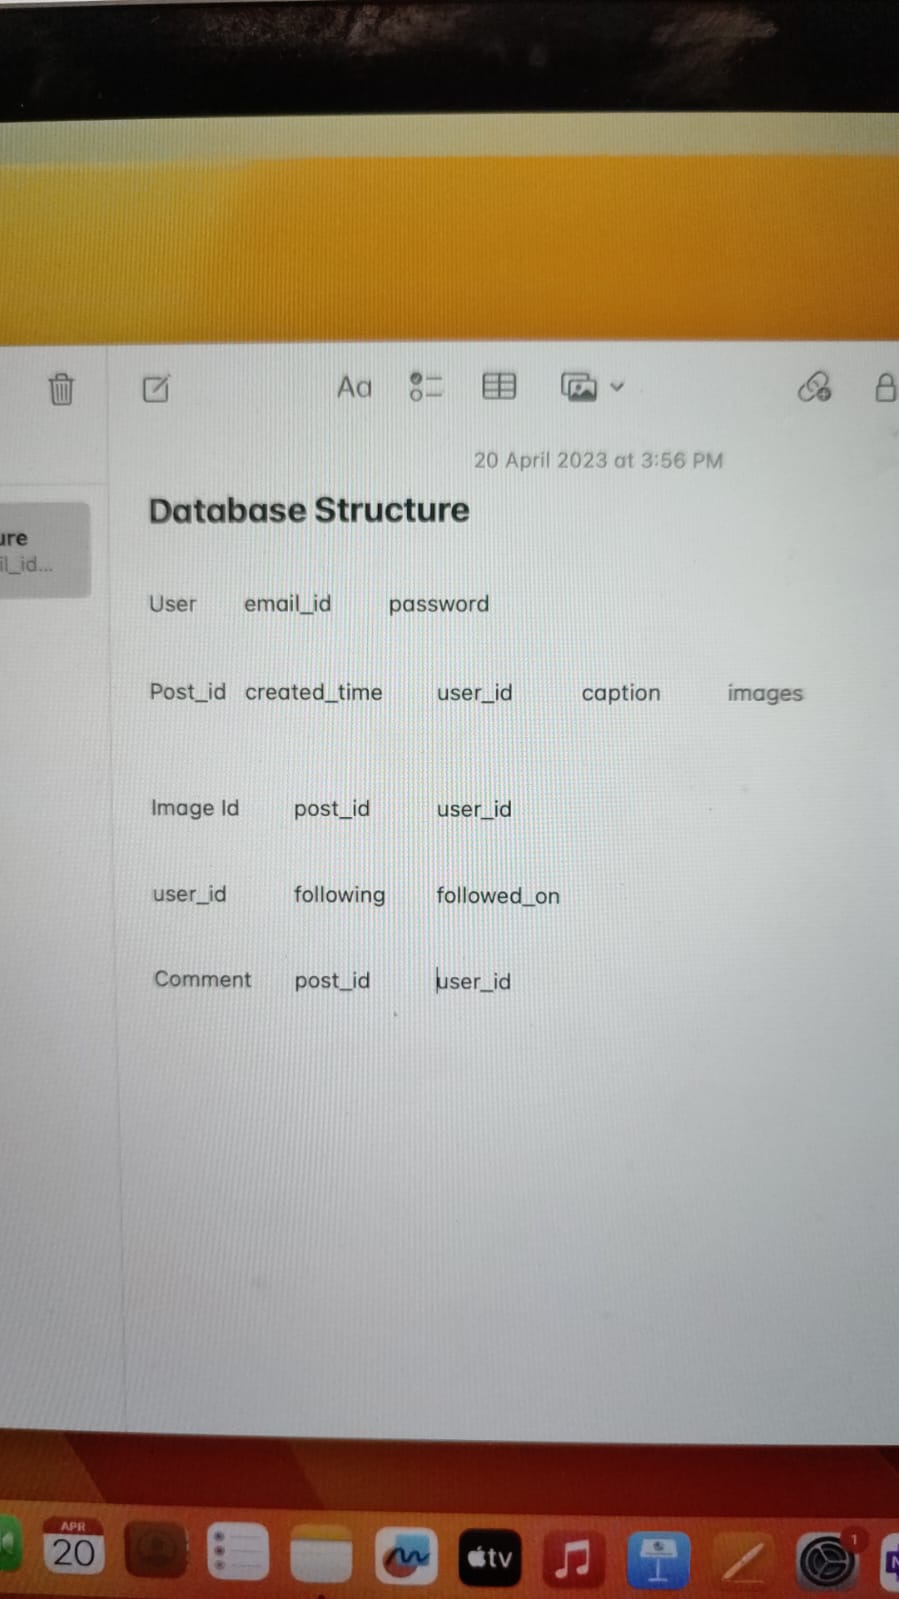 20 April 2023 at 3:56 PM
ure
il_id...
Database Structure
User email_id password
Post_id created_time user_id caption images
Image Id post_id user_id
user_id following followed_on
Comment post_id user_id
Aa
APR
20
tv
1
N